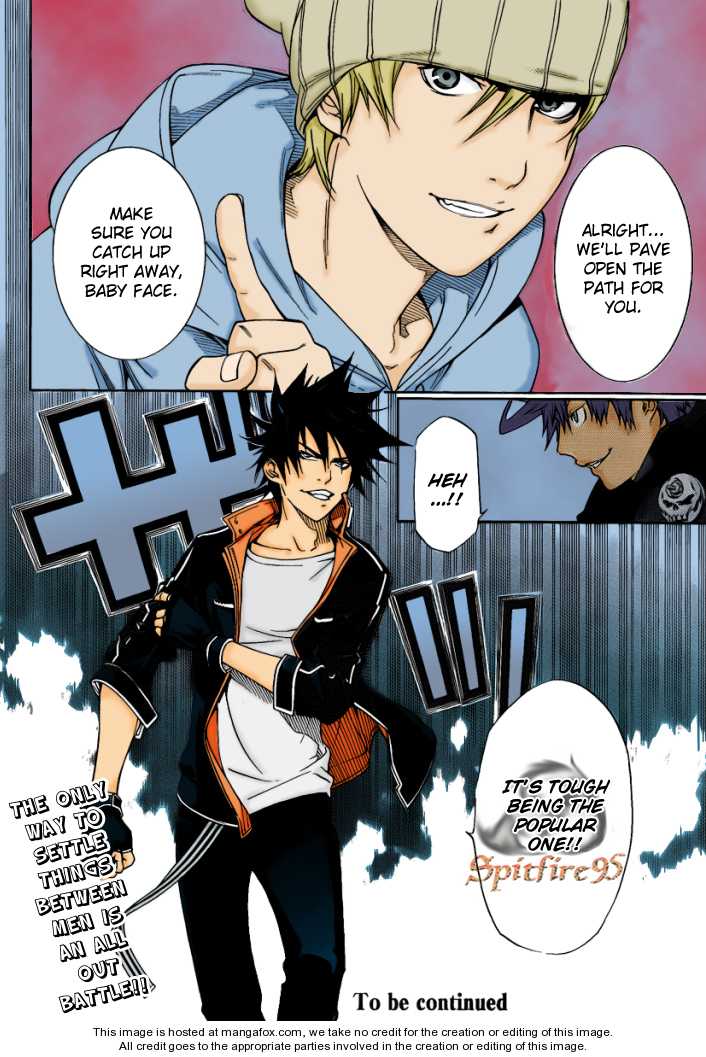 ALRIGHT...
WE'LL PAVE
OPEN THE
PATH FOR
YOU.
MAKE
SURE YOU
CATCH UP
RIGHT AWAY,
BABY FACE.
HEH
...!!
ザッ
IT'S TOUGH
BEING THE
POPULAR
ONE!!
Spitfire95
THE ONLY
WAY TO
SETTLE
THINGS
BETWEEN
MEN IS
AN ALL
OUT
BATTLE!!
To be continued
This image is hosted at mangafox.com, we take no credit for the creation or editing of this image.
All credit goes to the appropriate parties involved in the creation or editing of this image.